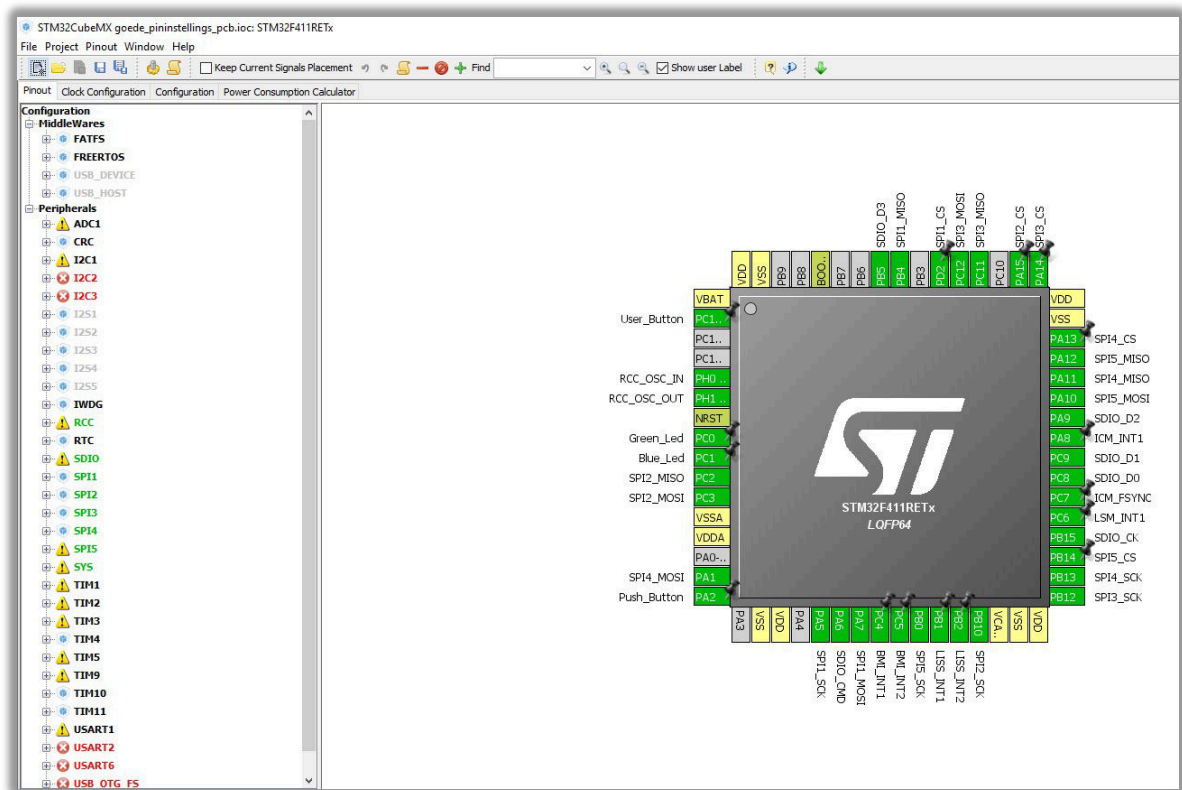 STM32CubeMX goede_pininstellings_pcb.ioc: STM32F411RETx
File Project Pinout Window Help
Keep Current Signals Placement Find Show user Label
Pinout Clock Configuration Configuration Power Consumption Calculator
Configuration
MiddleWares
FATFS
FREERTOS
USB_DEVICE
USB_HOST
Peripherals
ADC1
CRC
I2C1
I2C2
I2C3
I2S1
I2S2
I2S3
I2S4
I2S5
IWDG
RCC
RTC
SDIO
SPI1
SPI2
SPI3
SPI4
SPI5
SYS
TIM1
TIM2
TIM3
TIM4
TIM5
TIM9
TIM10
TIM11
USART1
USART2
USART6
USB_OTG_FS
SDIO_D3
SPI1_MISO
SPI1_CS
SPI3_MOSI
SPI3_MISO
SPI2_CS
SPI3_CS
VDD
VSS
PB9
PB8
BOO..
PB7
PB6
PB5
PB4
PB3
PD2
PC12
PC11
PC10
PA15
PA14
VBAT
User_Button PC1..
PC1..
PC1..
RCC_OSC_IN PH0 ..
RCC_OSC_OUT PH1 ..
NRST
Green_Led PC0
Blue_Led PC1
SPI2_MISO PC2
SPI2_MOSI PC3
VSSA
VDDA
PA0-..
SPI4_MOSI PA1
Push_Button PA2
STM32F411RETx
LQFP64
VDD
VSS
PA13 SPI4_CS
PA12 SPI5_MISO
PA11 SPI4_MISO
PA10 SPI5_MOSI
PA9 SDIO_D2
PA8 ICM_INT1
PC9 SDIO_D1
PC8 SDIO_D0
PC7 ICM_FSYNC
PC6 LSM_INT1
PB15 SDIO_CK
PB14 SPI5_CS
PB13 SPI4_SCK
PB12 SPI3_SCK
PA3
VSS
VDD
PA4
PA5
PA6
PA7
PC4
PC5
PB0
PB1
PB2
PB10
VCA..
VSS
VDD
SPI1_SCK
SDIO_CMD
SPI1_MOSI
BMI_INT1
BMI_INT2
SPI5_SCK
LISS_INT1
LISS_INT2
SPI2_SCK